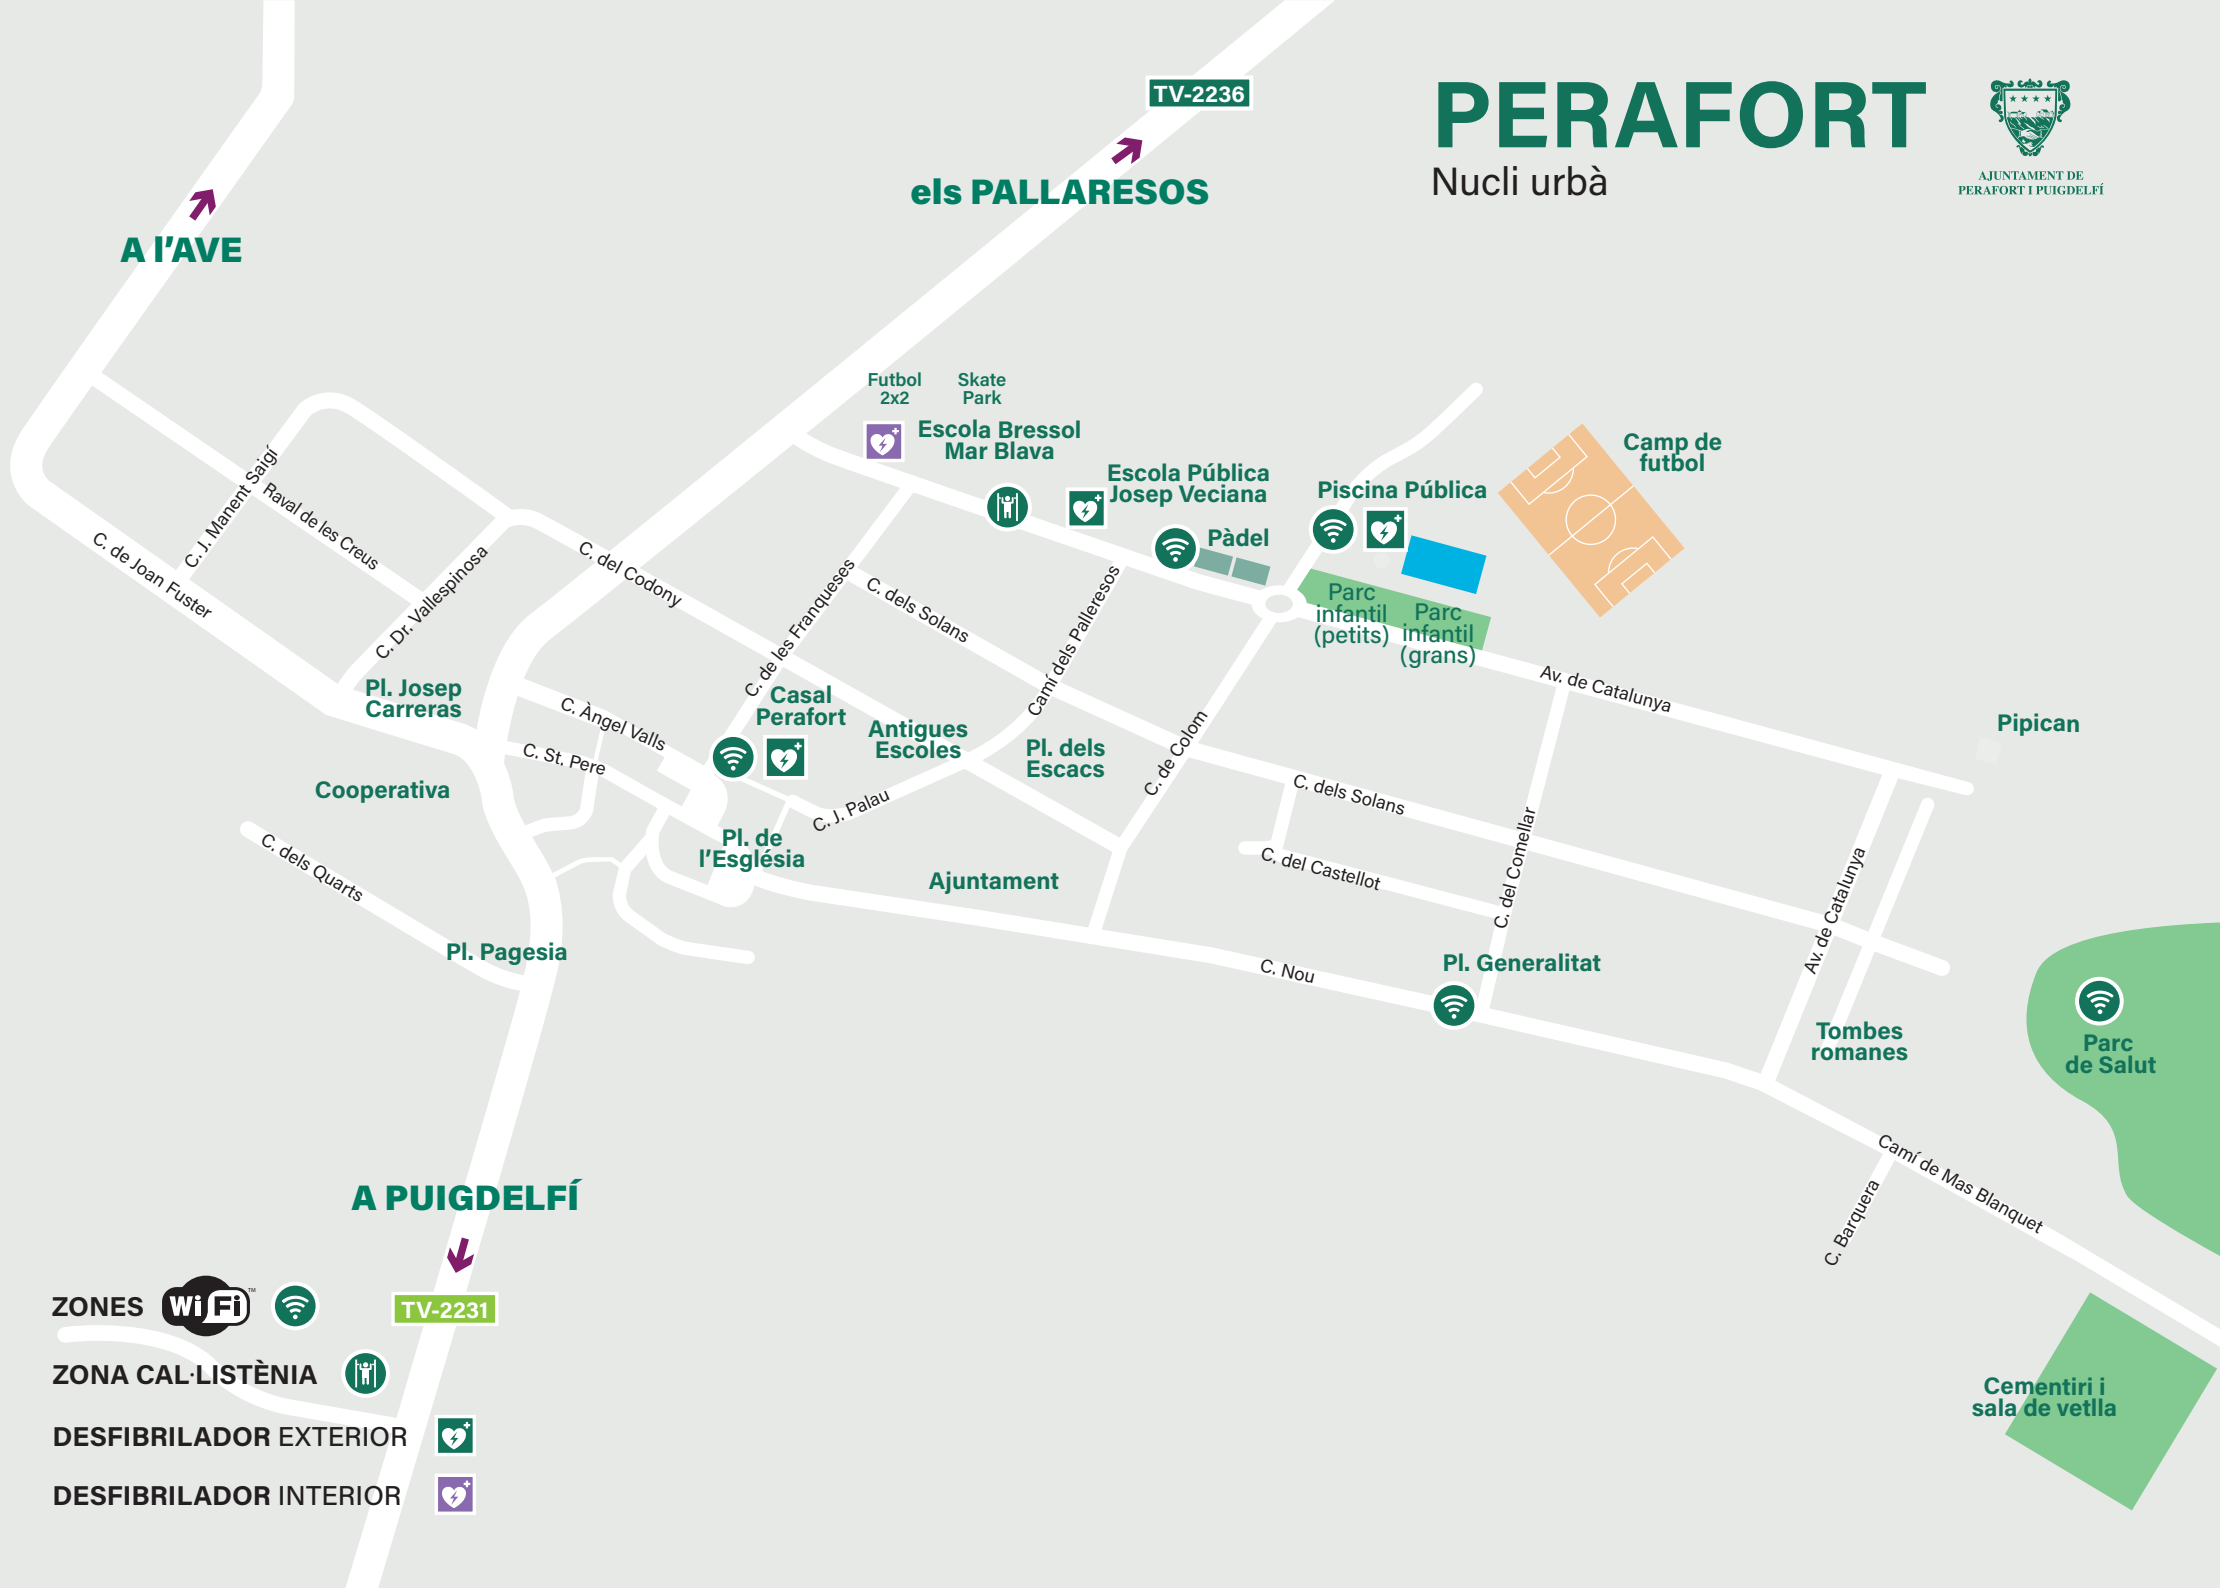 PERAFORT
Nucli urbà
AJUNTAMENT DE
PERAFORT I PUIGDELFÍ
TV-2236
els PALLARESOS
A l'AVE
Futbol
2x2
Skate
Park
Escola Bressol
Mar Blava
Escola Pública
Josep Veciana
Pàdel
Piscina Pública
Camp de
futbol
Parc
infantil
(petits)
Parc
infantil
(grans)
C. J. Manent Saigí
Raval de les Creus
C. de Joan Fuster
C. Dr. Vallespinosa
C. del Codony
C. de les Franqueses
C. dels Solans
Camí dels Palleresos
Av. de Catalunya
Pipican
Pl. Josep
Carreras
C. Àngel Valls
C. St. Pere
Casal
Perafort
Antigues
Escoles
Pl. dels
Escacs
C. de Colom
C. dels Solans
Cooperativa
C. J. Palau
Pl. de
l'Església
C. dels Quarts
Ajuntament
C. del Castellot
C. del Comellar
Av. de Catalunya
Pl. Pagesia
C. Nou
Pl. Generalitat
Tombes
romanes
Parc
de Salut
Camí de Mas Blanquet
C. Barquera
Cementiri i
sala de vetlla
A PUIGDELFÍ
TV-2231
ZONES WiFi TM
ZONA CAL·LISTÈNIA
DESFIBRILADOR EXTERIOR
DESFIBRILADOR INTERIOR